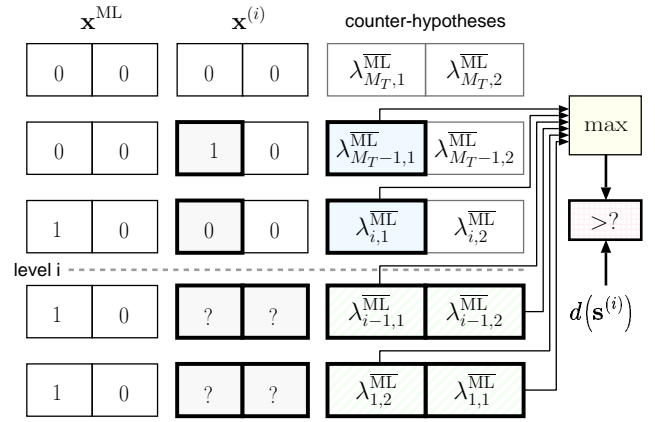 x^ML x^(i) counter-hypotheses
0 0 0 0 λ^\overline{ML}_{M_T,1} λ^\overline{ML}_{M_T,2}
max
0 0 1 0 λ^\overline{ML}_{M_T−1,1} λ^\overline{ML}_{M_T−1,2}
>?
1 0 0 0 λ^\overline{ML}_{i,1} λ^\overline{ML}_{i,2}
level i
1 0 ? ? λ^\overline{ML}_{i−1,1} λ^\overline{ML}_{i−1,2}
d(s^(i))
1 0 ? ? λ^\overline{ML}_{1,2} λ^\overline{ML}_{1,1}